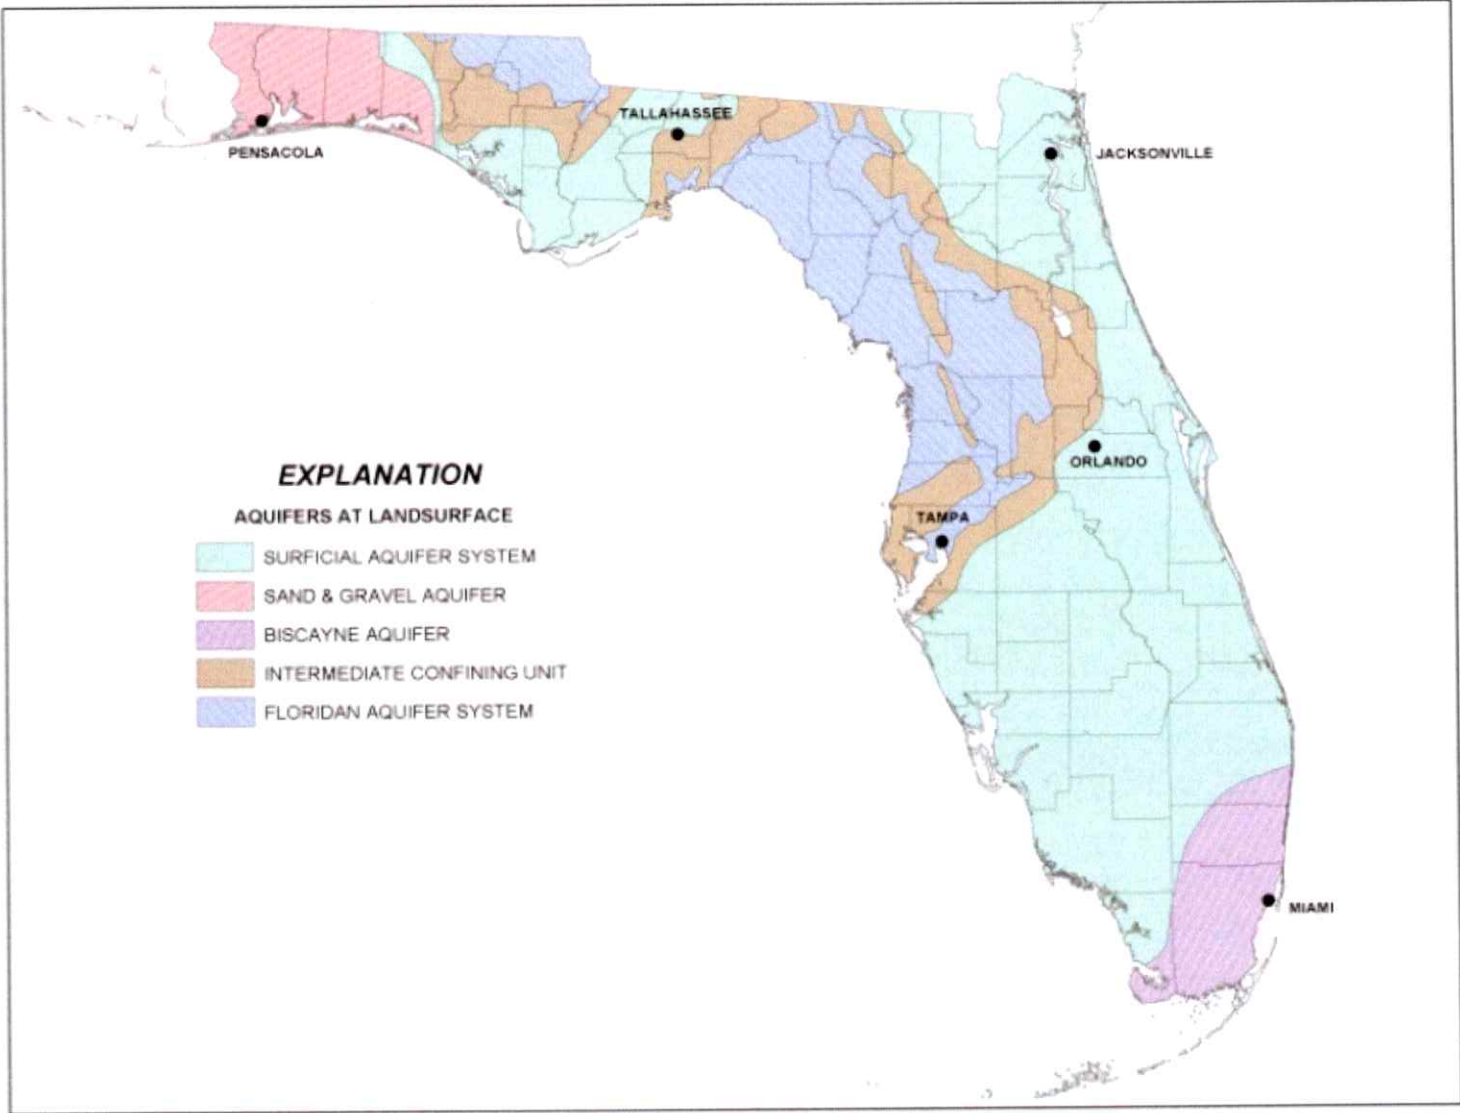 TALLAHASSEE
PENSACOLA
JACKSONVILLE
ORLANDO
TAMPA
MIAMI
EXPLANATION
AQUIFERS AT LANDSURFACE
SURFICIAL AQUIFER SYSTEM
SAND & GRAVEL AQUIFER
BISCAYNE AQUIFER
INTERMEDIATE CONFINING UNIT
FLORIDAN AQUIFER SYSTEM